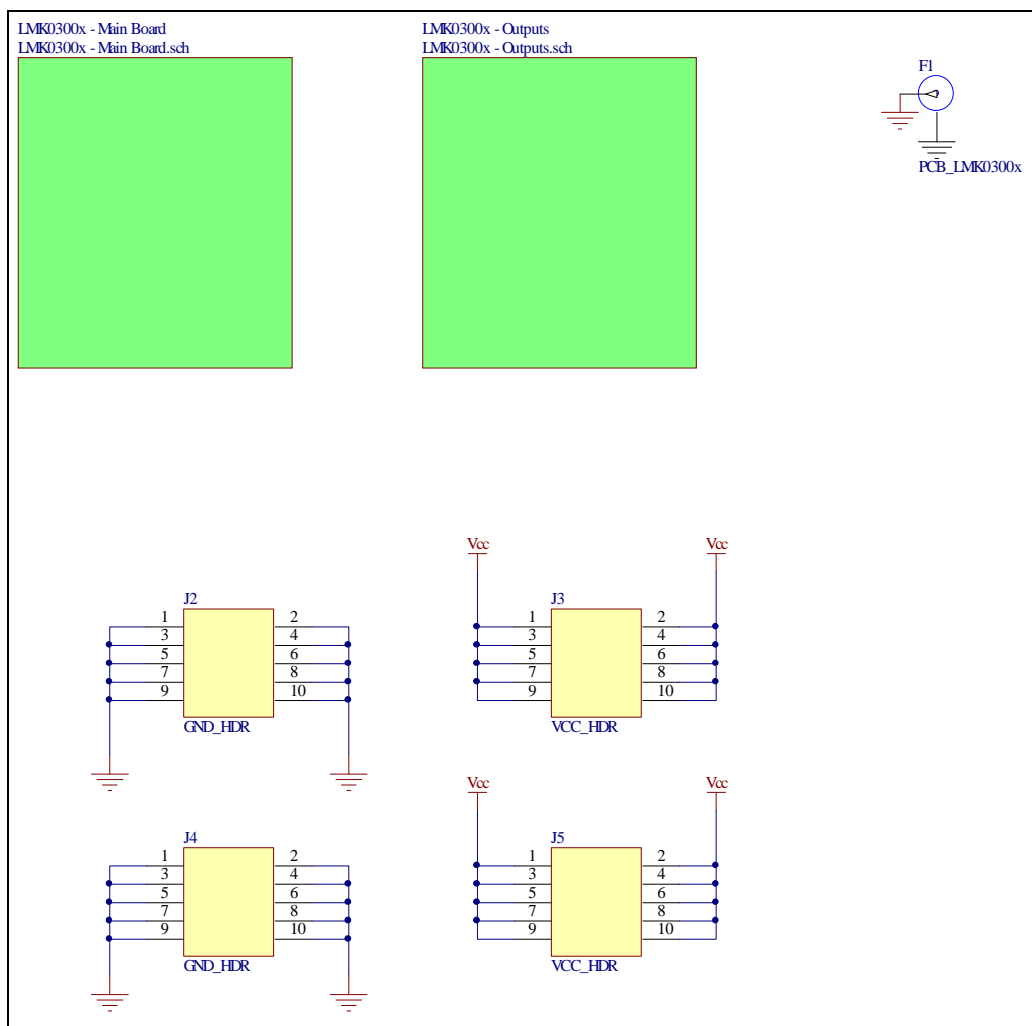 LMK0300x - Main Board
LMK0300x - Main Board.sch
LMK0300x - Outputs
LMK0300x - Outputs.sch
F1
PCB_LMK0300x
J2
1 2
3 4
5 6
7 8
9 10
GND_HDR
Vcc Vcc
J3
1 2
3 4
5 6
7 8
9 10
VCC_HDR
J4
1 2
3 4
5 6
7 8
9 10
GND_HDR
Vcc Vcc
J5
1 2
3 4
5 6
7 8
9 10
VCC_HDR